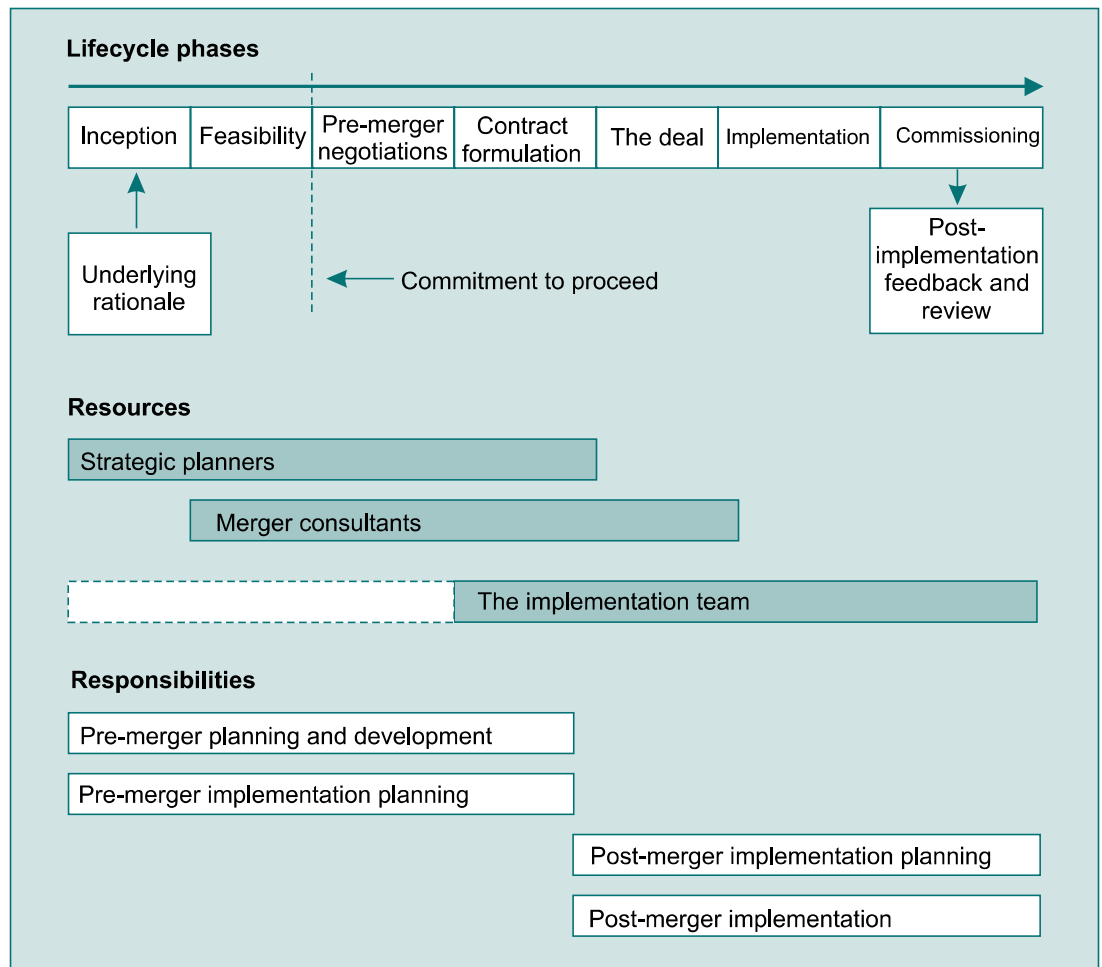 Lifecycle phases
Inception
Feasibility
Pre-merger
negotiations
Contract
formulation
The deal
Implementation
Commissioning
Underlying
rationale
Commitment to proceed
Post-
implementation
feedback and
review
Resources
Strategic planners
Merger consultants
The implementation team
Responsibilities
Pre-merger planning and development
Pre-merger implementation planning
Post-merger implementation planning
Post-merger implementation